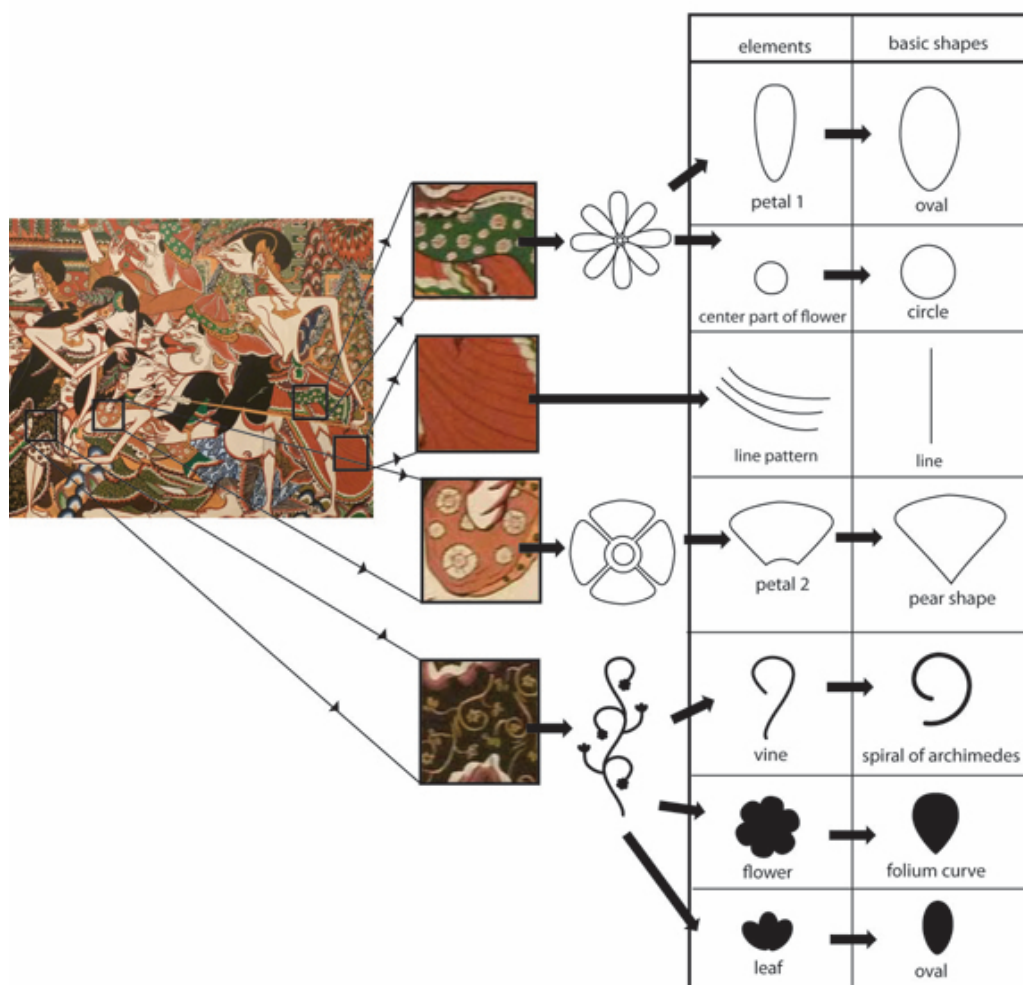 elements basic shapes
petal 1 oval
center part of flower circle
line pattern line
petal 2 pear shape
vine spiral of archimedes
flower folium curve
leaf oval